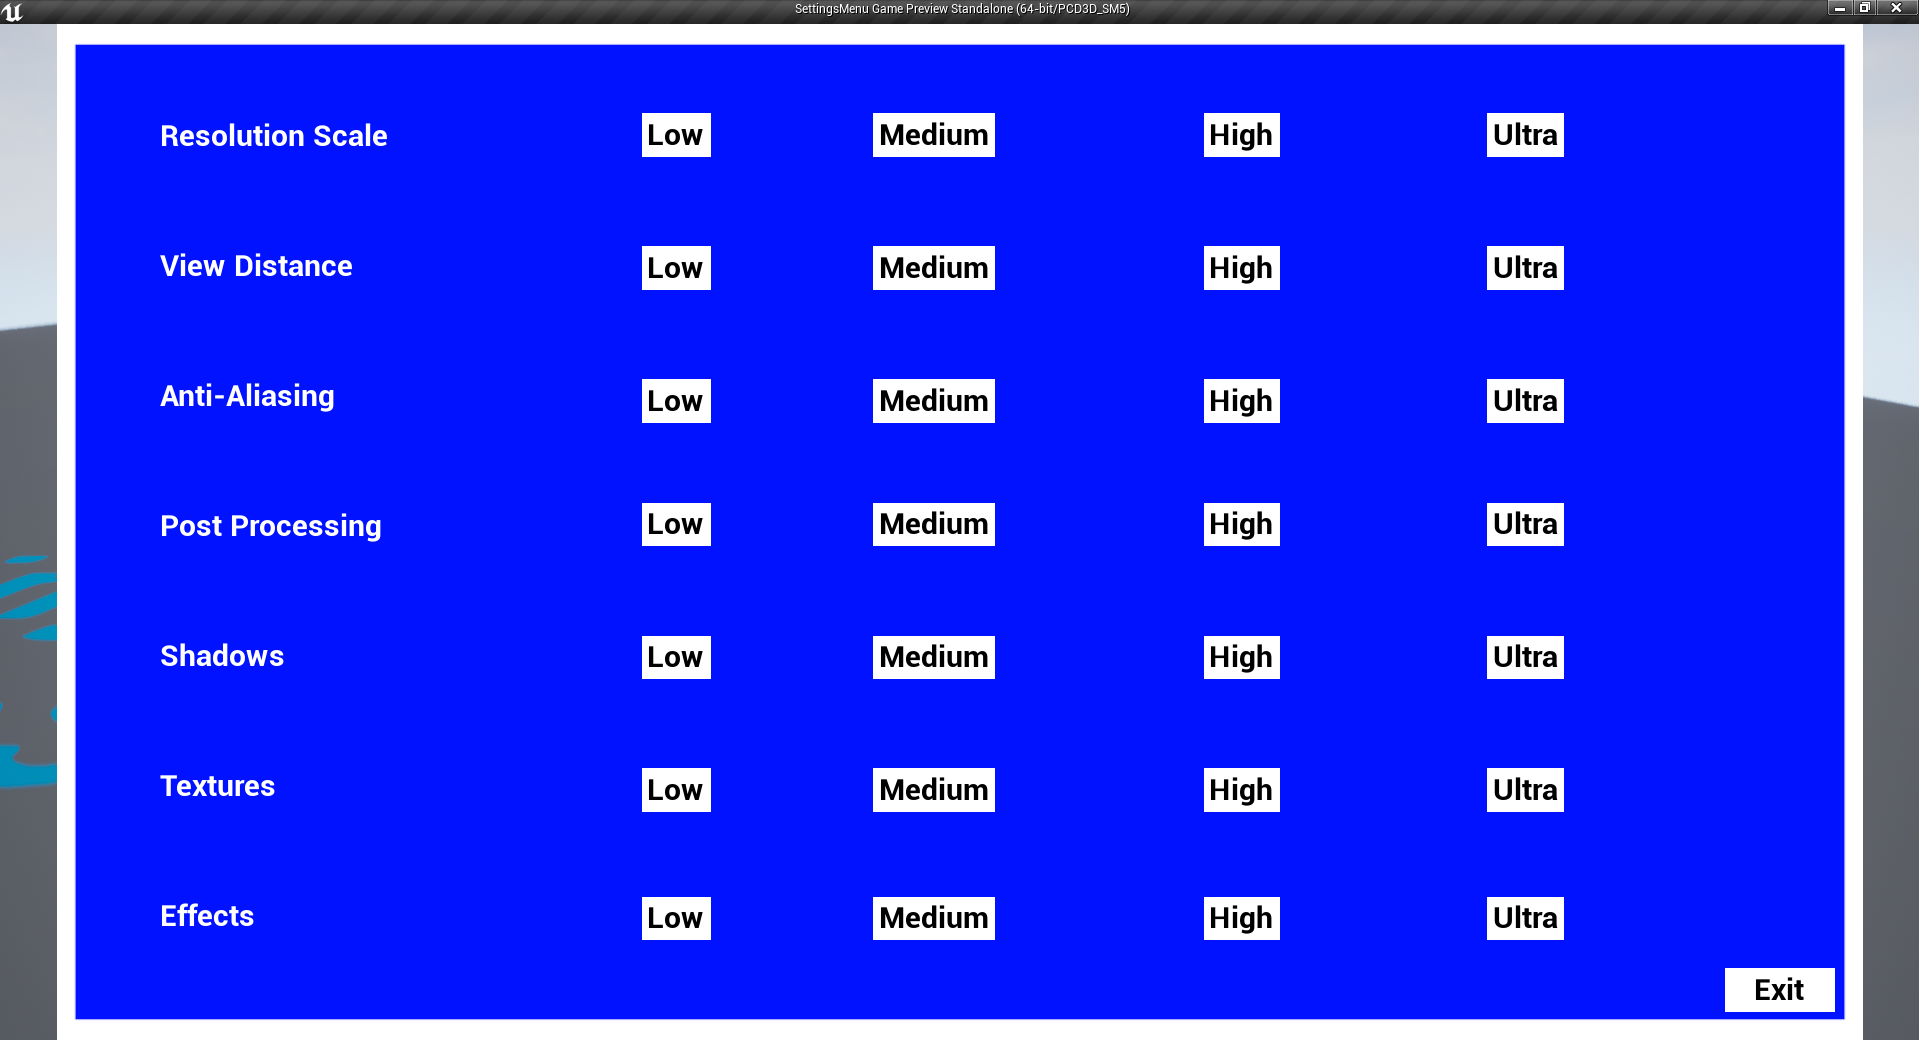 SettingsMenu Game Preview Standalone (64-bit/PCD3D_SM5)
Resolution Scale Low Medium High Ultra
View Distance Low Medium High Ultra
Anti-Aliasing Low Medium High Ultra
Post Processing Low Medium High Ultra
Shadows Low Medium High Ultra
Textures Low Medium High Ultra
Effects Low Medium High Ultra
Exit